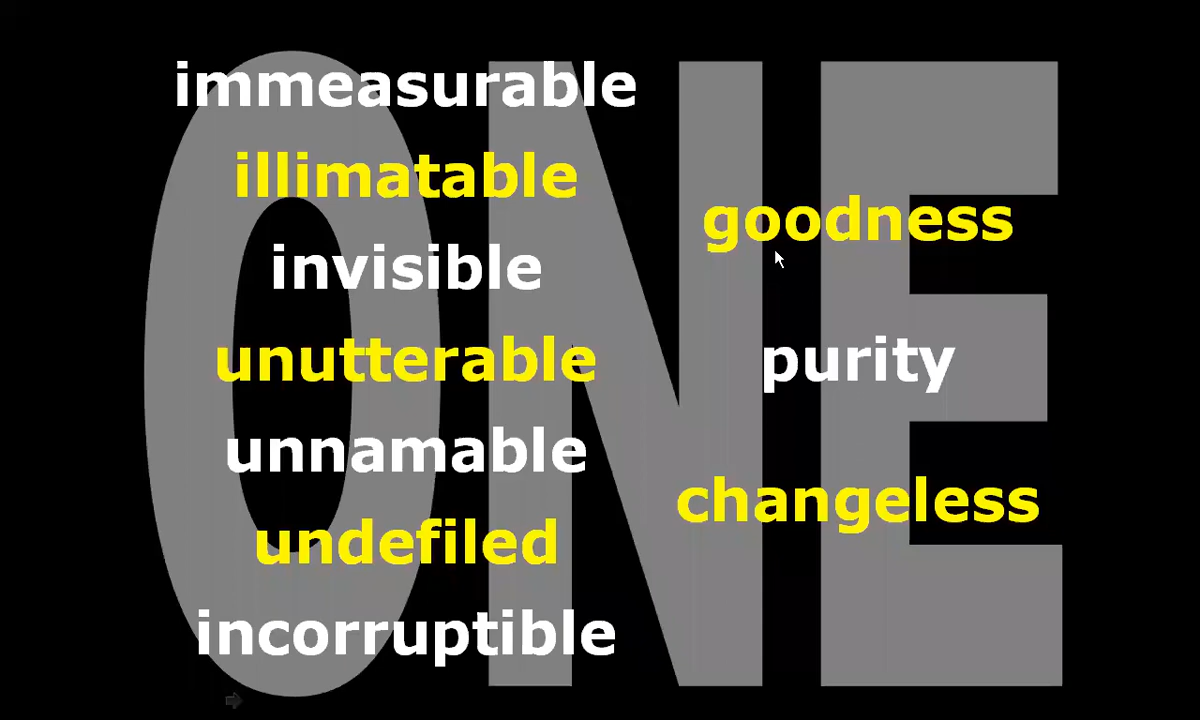 ONE
immeasurable
illimatable
invisible
unutterable
unnamable
undefiled
incorruptible
goodness
purity
changeless